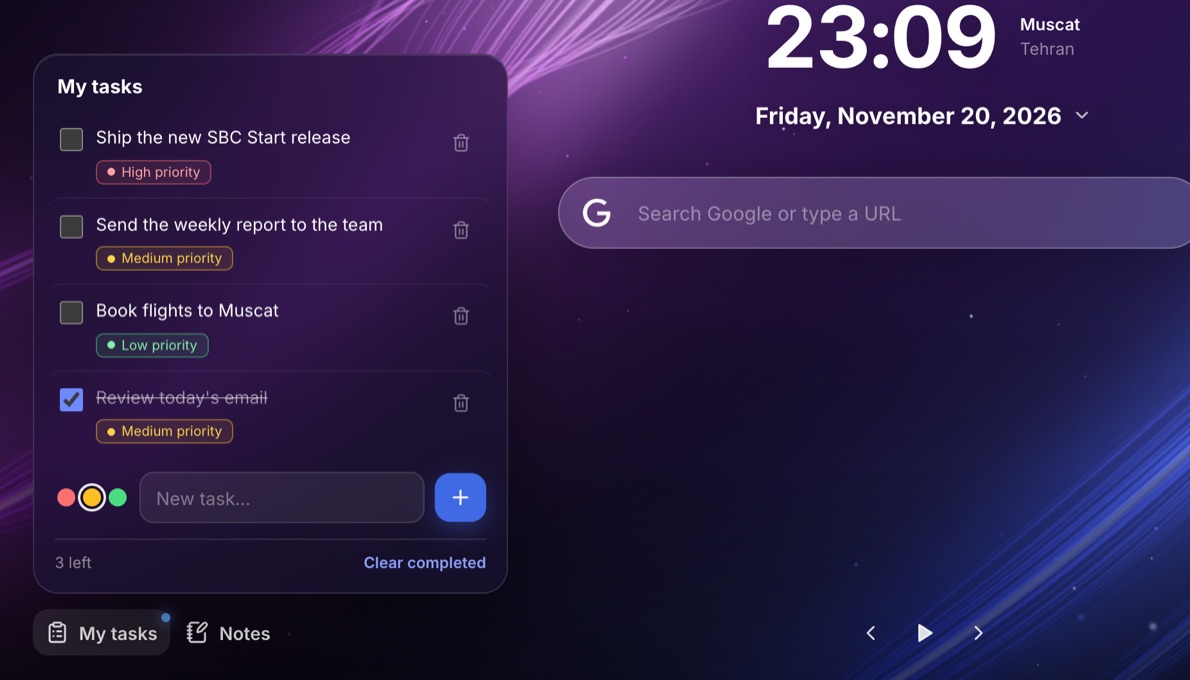 My tasks
Ship the new SBC Start release
High priority
Send the weekly report to the team
Medium priority
Book flights to Muscat
Low priority
Review today's email
Medium priority
New task...
3 left
Clear completed
My tasks
Notes
23:09
Muscat
Tehran
Friday, November 20, 2026
Search Google or type a URL